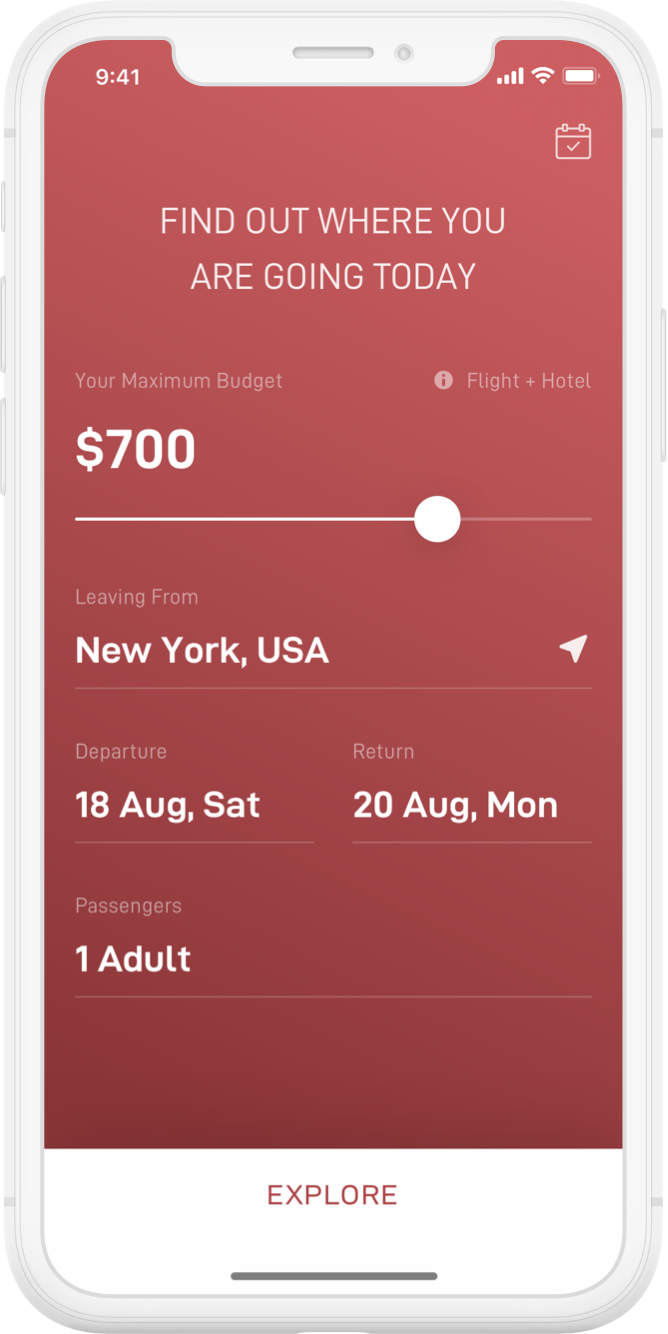 9:41
FIND OUT WHERE YOU
ARE GOING TODAY
Your Maximum Budget
Flight + Hotel
$700
Leaving From
New York, USA
Departure
Return
18 Aug, Sat
20 Aug, Mon
Passengers
1 Adult
EXPLORE